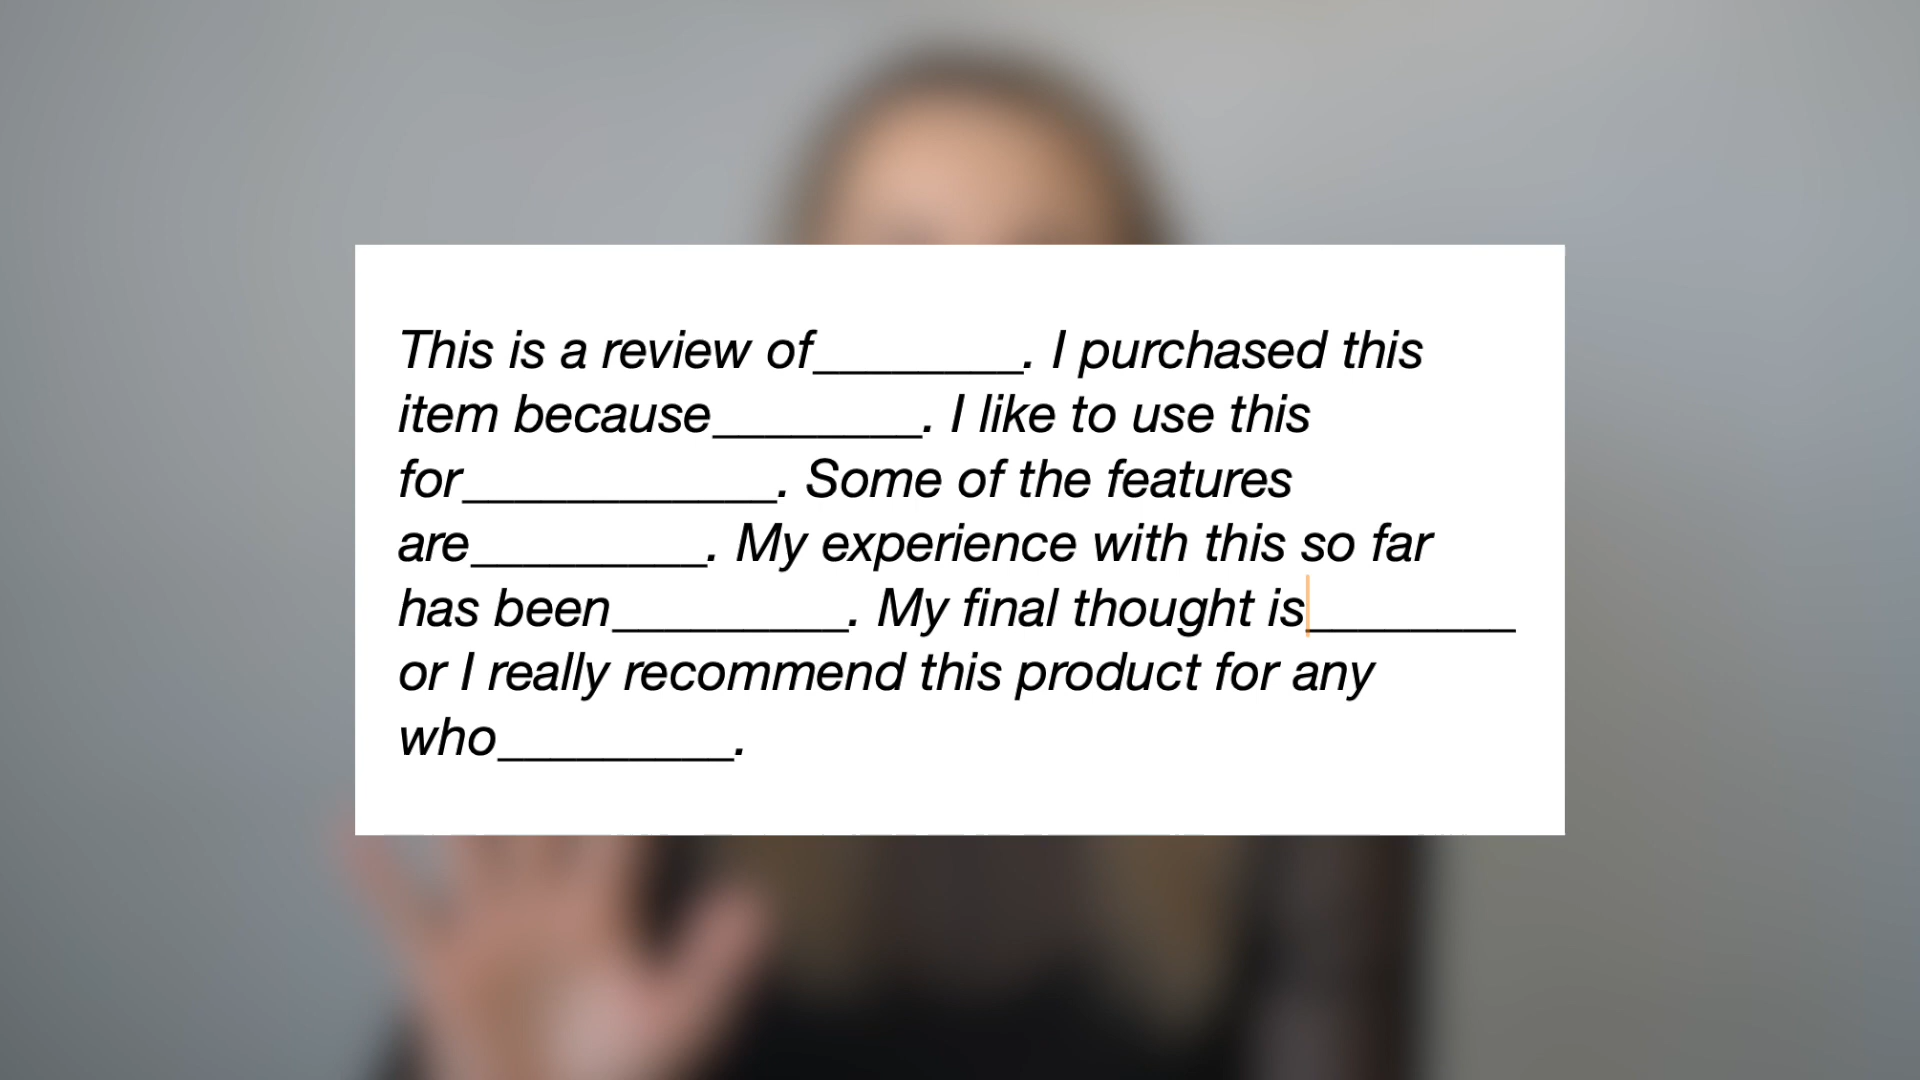 This is a review of________. I purchased this
item because________. I like to use this
for____________. Some of the features
are_________. My experience with this so far
has been_________. My final thought is________
or I really recommend this product for any
who_________.